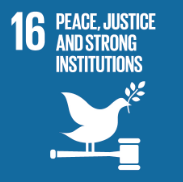 16 PEACE, JUSTICE
AND STRONG
INSTITUTIONS